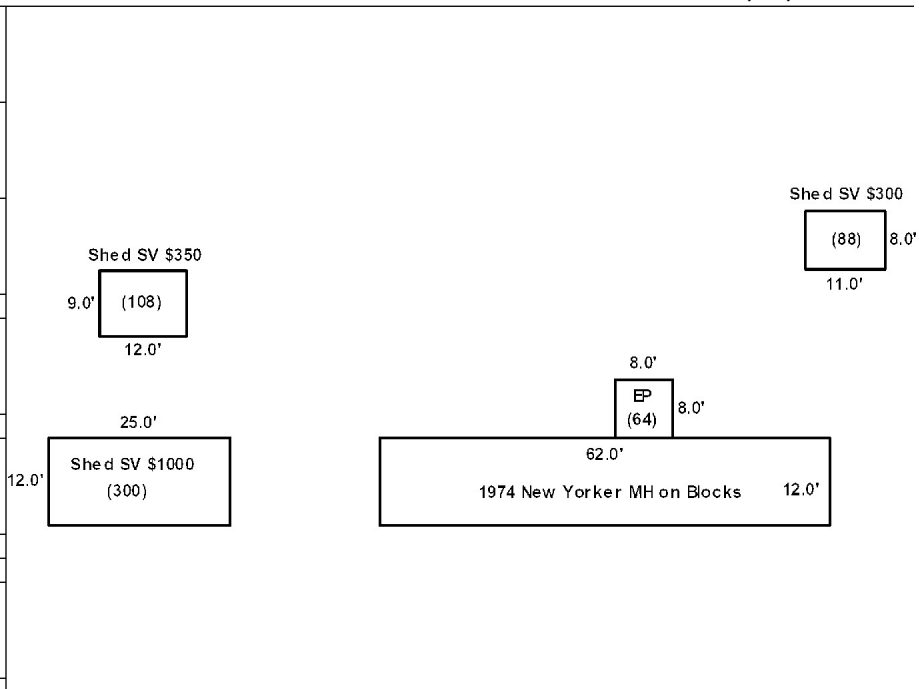 Shed SV $300
(88)
8.0'
11.0'
Shed SV $350
9.0'
(108)
12.0'
8.0'
EP
(64)
8.0'
25.0'
12.0'
Shed SV $1000
(300)
62.0'
1974 New Yorker MH on Blocks
12.0'